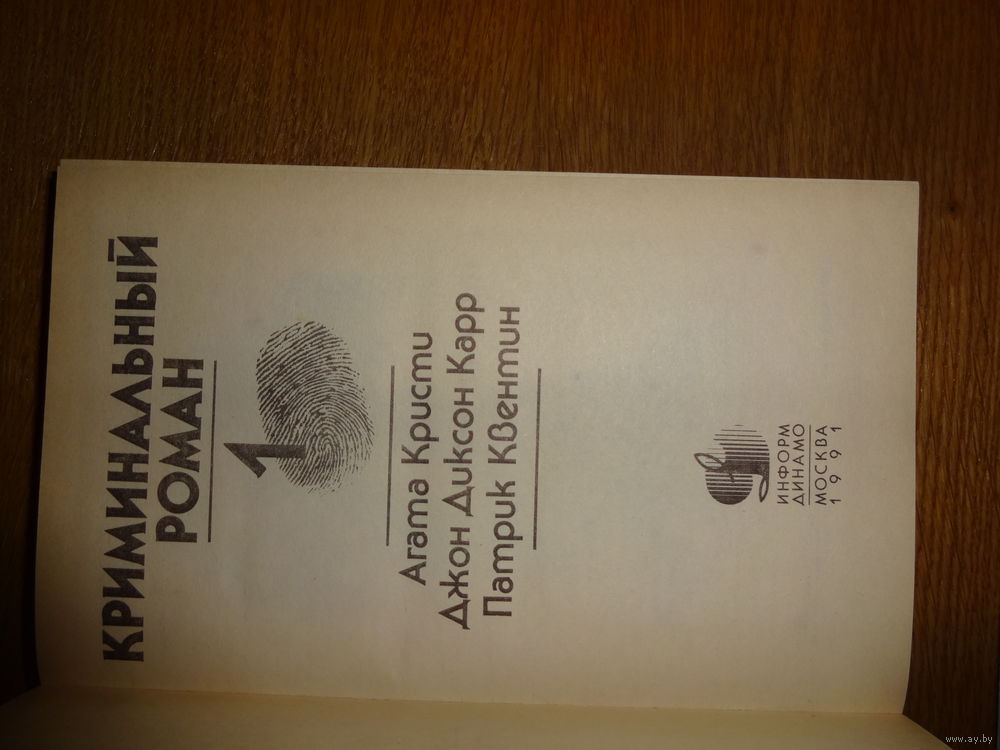 КРИМИНАЛЬНЫЙ
РОМАН
1
Агата Кристи
Джон Диксон Карр
Патрик Квентин
ИНФОРМ
ДИНАМО
МОСКВА
1991
www.ay.by